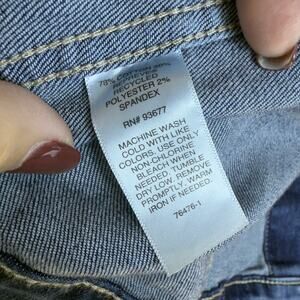 78% COTTON 20%
RECYCLED
POLYESTER 2%
SPANDEX
RN# 93677
MACHINE WASH
COLD WITH LIKE
COLORS. USE ONLY
NON-CHLORINE
BLEACH WHEN
NEEDED. TUMBLE
DRY LOW. REMOVE
PROMPTLY. WARM
IRON IF NEEDED.
76476-1